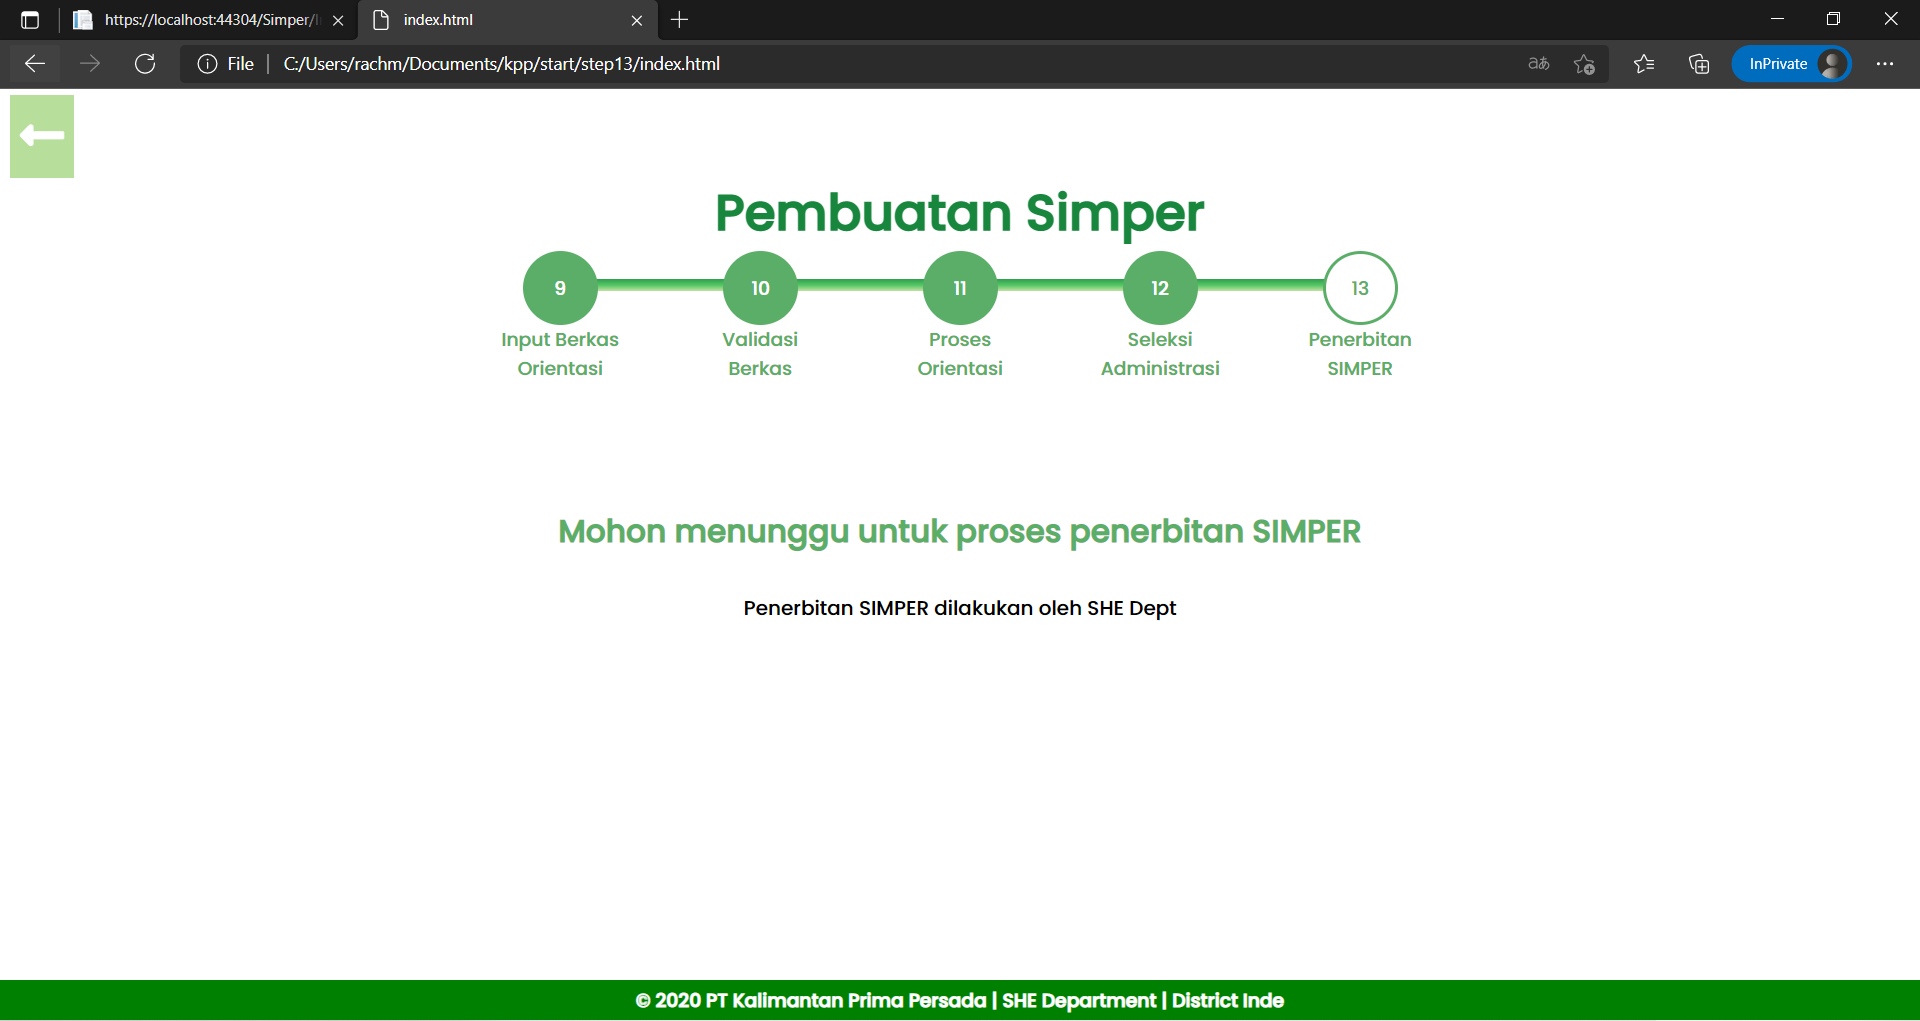 https://localhost:44304/Simper/
index.html
File
C:/Users/rachm/Documents/kpp/start/step13/index.html
aあ
InPrivate
Pembuatan Simper
9
10
11
12
13
Input Berkas
Orientasi
Validasi
Berkas
Proses
Orientasi
Seleksi
Administrasi
Penerbitan
SIMPER
Mohon menunggu untuk proses penerbitan SIMPER
Penerbitan SIMPER dilakukan oleh SHE Dept
© 2020 PT Kalimantan Prima Persada | SHE Department | District Inde